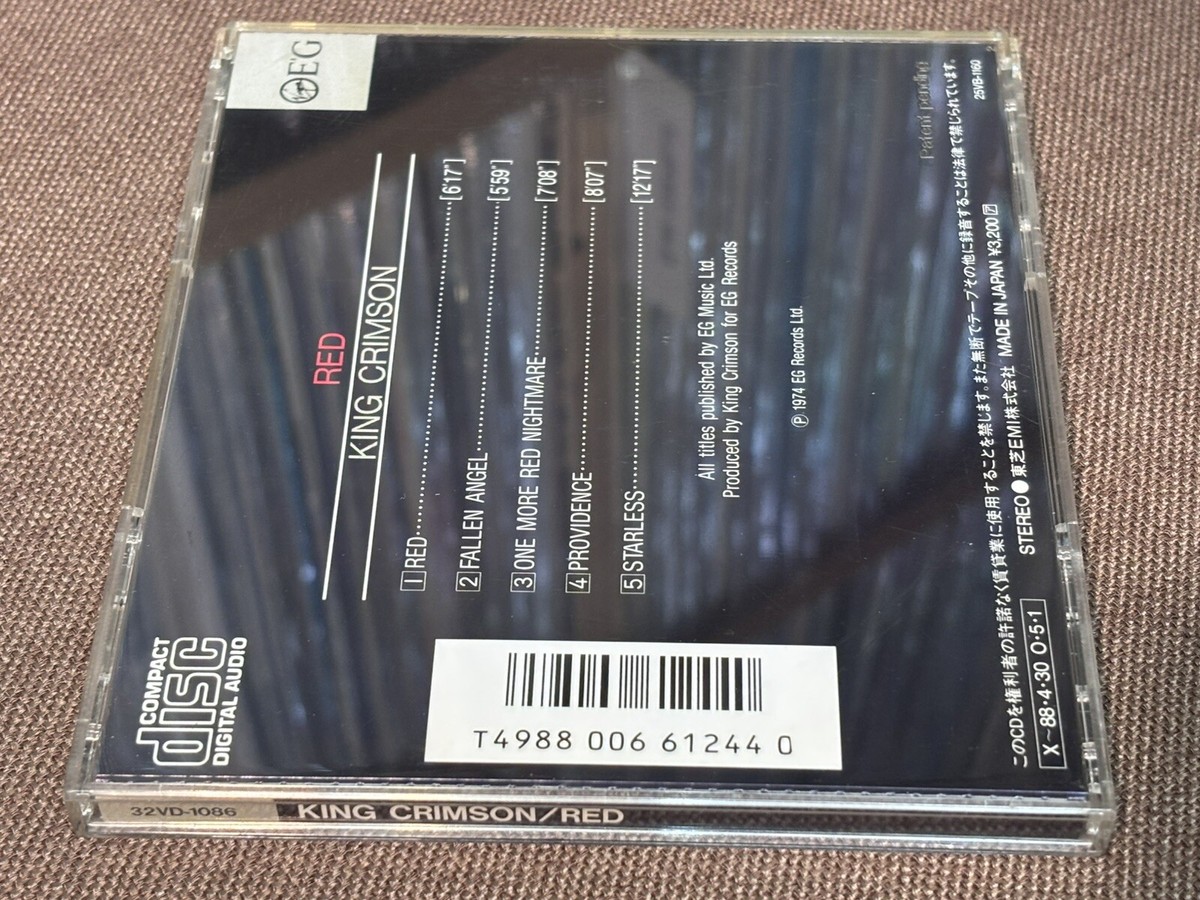 EG
RED
KING CRIMSON
1 RED [6'17"]
2 FALLEN ANGEL [5'59"]
3 ONE MORE RED NIGHTMARE [7'08"]
4 PROVIDENCE [8'07"]
5 STARLESS [12'17"]
All titles published by EG Music Ltd.
Produced by King Crimson for EG Records
Ⓟ 1974 EG Records Ltd.
Patent pending
COMPACT
disc
DIGITAL AUDIO
T4988 006 61244 0
25VB-1160
このCDを権利者の許諾なく賃貸業に使用することを禁じます。また無断でテープその他に録音することは法律で禁じられています。
X~88・4・30 0・5・1
STEREO●東芝EMI株式会社 MADE IN JAPAN ¥3,200
32VD-1086
KING CRIMSON/RED